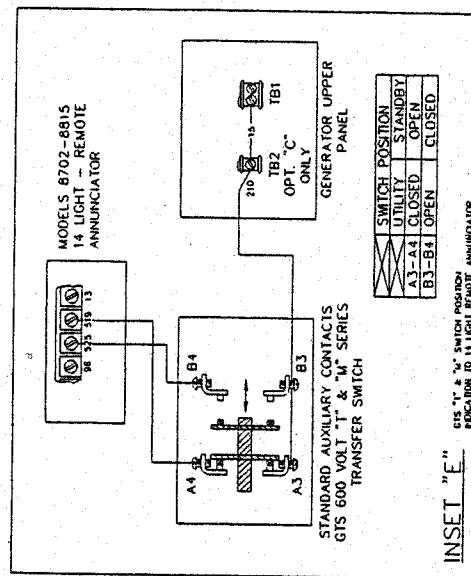 MODELS 8702-8815
14 LIGHT - REMOTE
ANNUNCIATOR
98
525
519
13
A4
B4
A3
B3
STANDARD AUXILIARY CONTACTS
GTS 600 VOLT "T" & "M" SERIES
TRANSFER SWITCH
210
15
TB2
TB1
OPT. "C"
ONLY
GENERATOR UPPER
PANEL
SWITCH POSITION
UTILITY STANDBY
A3-A4 CLOSED OPEN
B3-B4 OPEN CLOSED
INSET "E"
GTS "T" & "M" SWITCH POSITION
INDICATION TO 14 LIGHT REMOTE ANNUNCIATOR